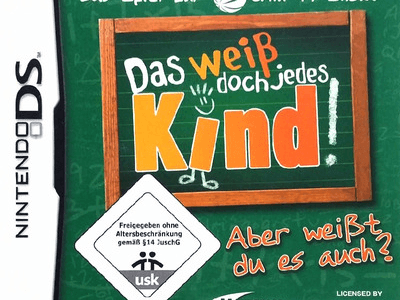 NINTENDO DS
Das weiß
doch jedes
Kind!
Aber weißt
du es auch?
Freigegeben ohne
Altersbeschränkung
gemäß §14 JuschG
usk
LICENSED BY